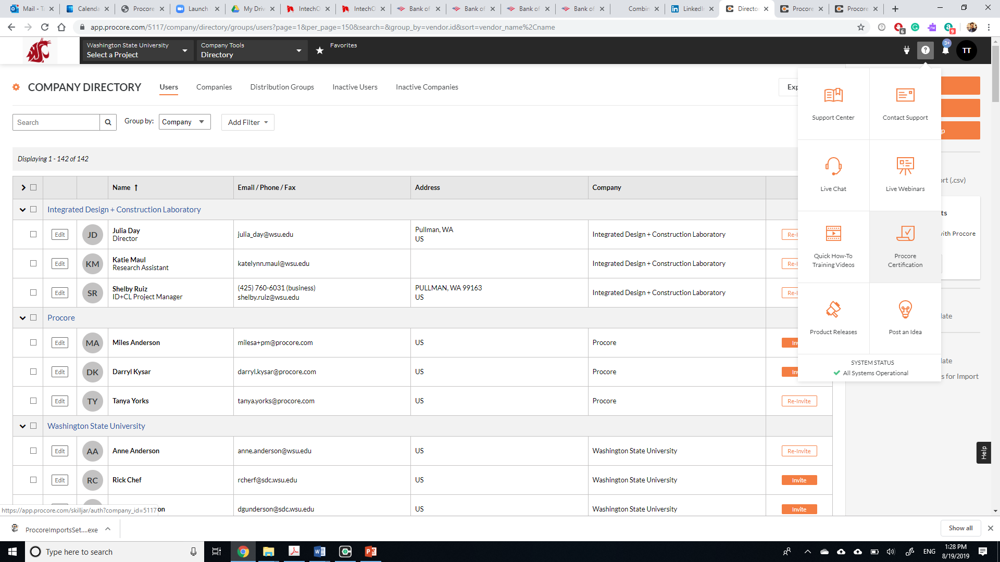 Mail - T
Calenda
Procore
Launch
My Driv
IntechO
IntechO
Bank of
Bank of
Bank of
Bank of
Combin
LinkedIn
Director
Procore
Procore
app.procore.com/5117/company/directory/groups/users?page=1&per_page=150&search=&group_by=vendor.id&sort=vendor_name%2Cname
6
9
Washington State University
Select a Project
Company Tools
Directory
Favorites
3+
TT
COMPANY DIRECTORY
Users
Companies
Distribution Groups
Inactive Users
Inactive Companies
Exp
Search
Group by:
Company
Add Filter
p
Displaying 1 - 142 of 142
Support Center
Contact Support
Live Chat
Live Webinars
Quick How-To
Training Videos
Procore
Certification
Product Releases
Post an Idea
SYSTEM STATUS
All Systems Operational
rt (.csv)
ts
with Procore
late
late
s for Import
Name ↑
Email / Phone / Fax
Address
Company
Integrated Design + Construction Laboratory
Edit
JD
Julia Day
Director
julia_day@wsu.edu
Pullman, WA
US
Integrated Design + Construction Laboratory
Re-I
Edit
KM
Katie Maul
Research Assistant
katelynn.maul@wsu.edu
Integrated Design + Construction Laboratory
Re-I
Edit
SR
Shelby Ruiz
ID+CL Project Manager
(425) 760-6031 (business)
shelby.ruiz@wsu.edu
PULLMAN, WA 99163
US
Integrated Design + Construction Laboratory
Re-I
Procore
Edit
MA
Miles Anderson
milesa+pm@procore.com
US
Procore
Inv
Edit
DK
Darryl Kysar
darryl.kysar@procore.com
US
Procore
Inv
Edit
TY
Tanya Yorks
tanya.yorks@procore.com
US
Procore
Re-Invite
Washington State University
Edit
AA
Anne Anderson
anne.anderson@wsu.edu
US
Washington State University
Re-Invite
Edit
RC
Rick Chef
rcherf@sdc.wsu.edu
US
Washington State University
Invite
on
dgunderson@sdc.wsu.edu
US
Washington State University
Invite
Help
https://app.procore.com/skilljar/auth?company_id=5117
ProcoreImportsSet....exe
Show all
Type here to search
ENG
1:28 PM
8/19/2019